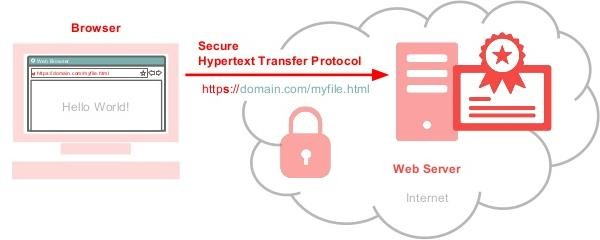 Browser
Web Browser
https://domain.com/myfile.html
Hello World!
Secure
Hypertext Transfer Protocol
https://domain.com/myfile.html
Web Server
Internet